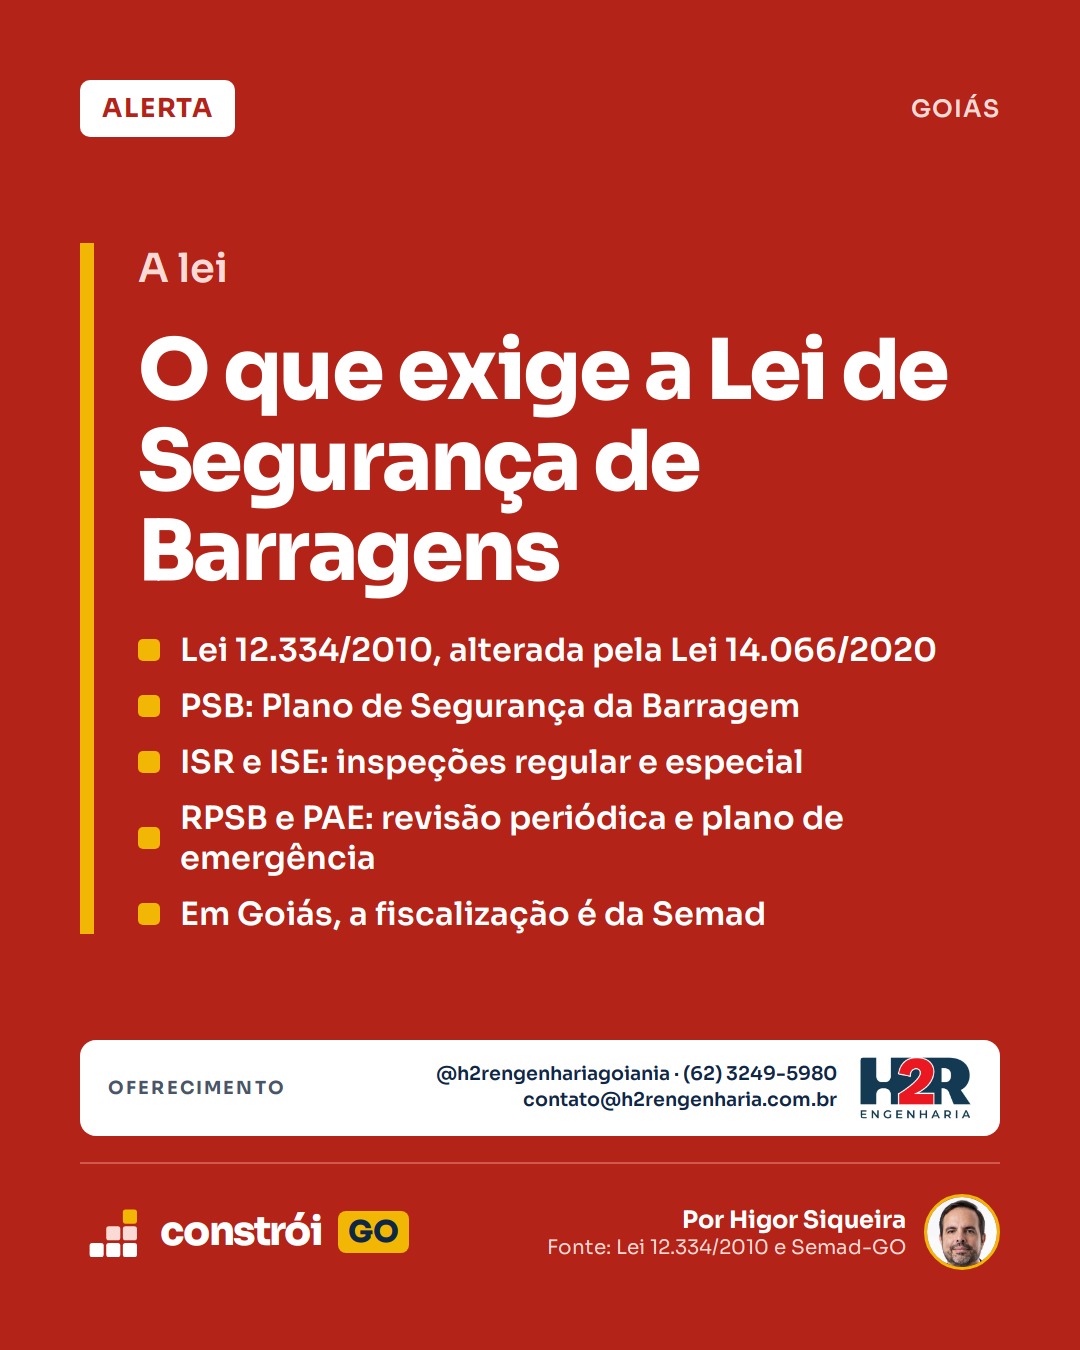 ALERTA
GOIÁS
A lei
O que exige a Lei de
Segurança de
Barragens
Lei 12.334/2010, alterada pela Lei 14.066/2020
PSB: Plano de Segurança da Barragem
ISR e ISE: inspeções regular e especial
RPSB e PAE: revisão periódica e plano de
emergência
Em Goiás, a fiscalização é da Semad
OFERECIMENTO
@h2rengenhariagoiania · (62) 3249-5980
contato@h2rengenharia.com.br
H2R
ENGENHARIA
constrói GO
Por Higor Siqueira
Fonte: Lei 12.334/2010 e Semad-GO